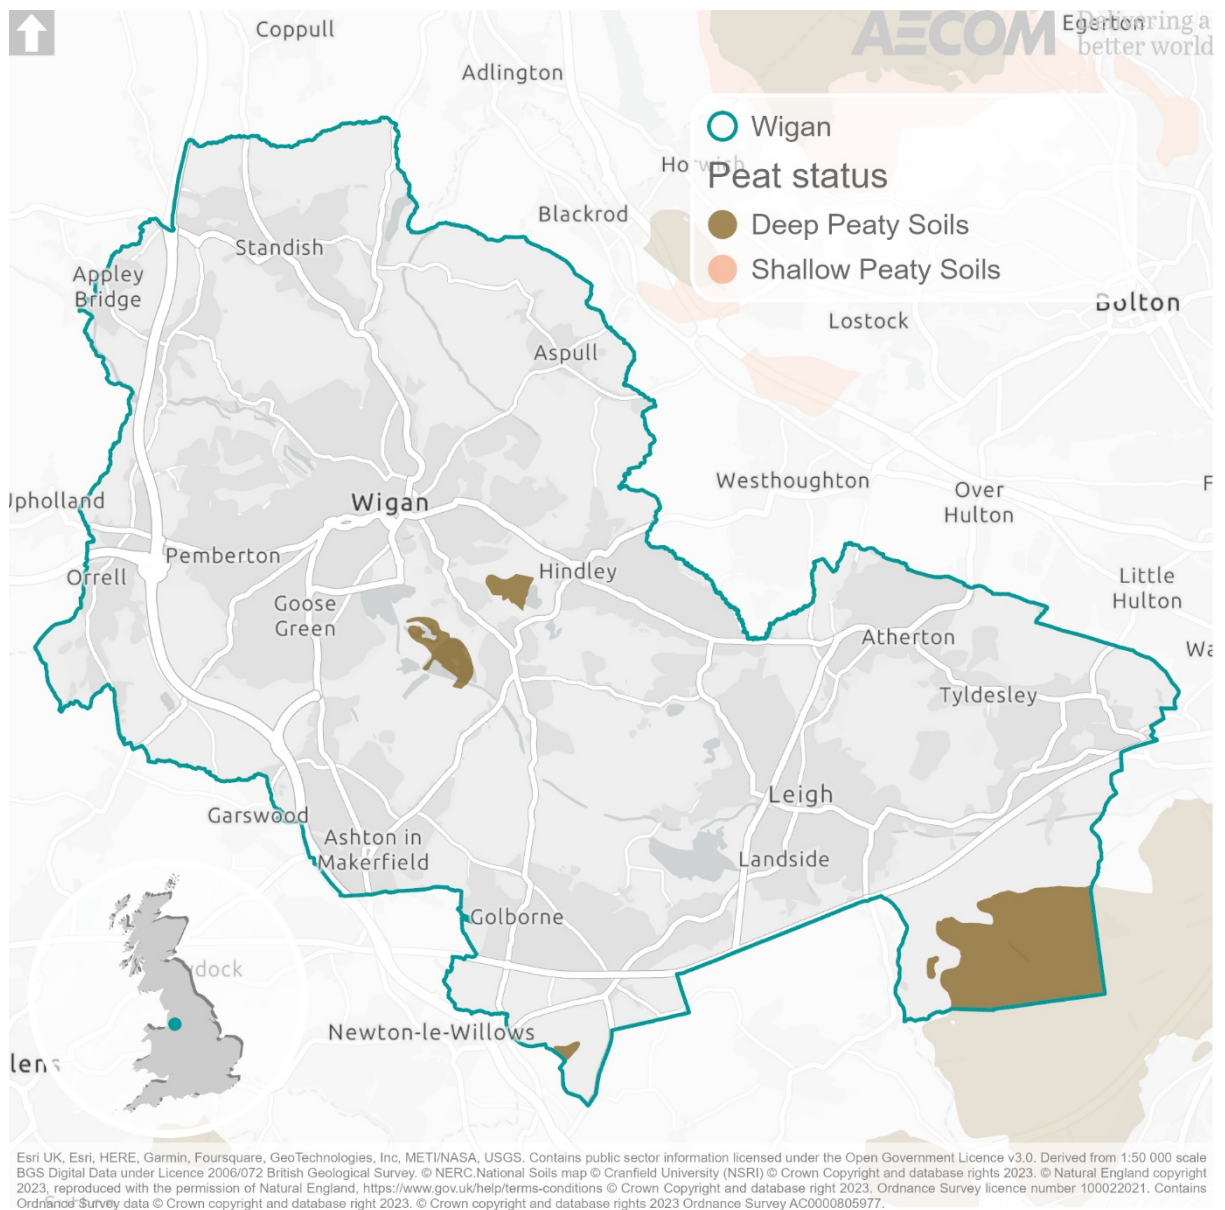 Coppull
Egerton
AECOM
Delivering a
better world
Adlington
Wigan
Horwich
Peat status
Blackrod
Deep Peaty Soils
Standish
Shallow Peaty Soils
Appley
Bridge
Bolton
Lostock
Aspull
Westhoughton
Over
Hulton
Upholland
Wigan
Pemberton
Hindley
Orrell
Little
Hulton
Goose
Green
Atherton
Tyldesley
Leigh
Garswood
Ashton in
Makerfield
Landside
Golborne
dock
Newton-le-Willows
lens
Esri UK, Esri, HERE, Garmin, Foursquare, GeoTechnologies, Inc, METI/NASA, USGS. Contains public sector information licensed under the Open Government Licence v3.0. Derived from 1:50 000 scale
BGS Digital Data under Licence 2006/072 British Geological Survey. © NERC.National Soils map © Cranfield University (NSRI) © Crown Copyright and database rights 2023. © Natural England copyright
2023, reproduced with the permission of Natural England, https://www.gov.uk/help/terms-conditions © Crown Copyright and database right 2023. Ordnance Survey licence number 100022021. Contains
Ordnance Survey data © Crown copyright and database rights 2023. © Crown copyright and database rights 2023 Ordnance Survey AC0000805977.